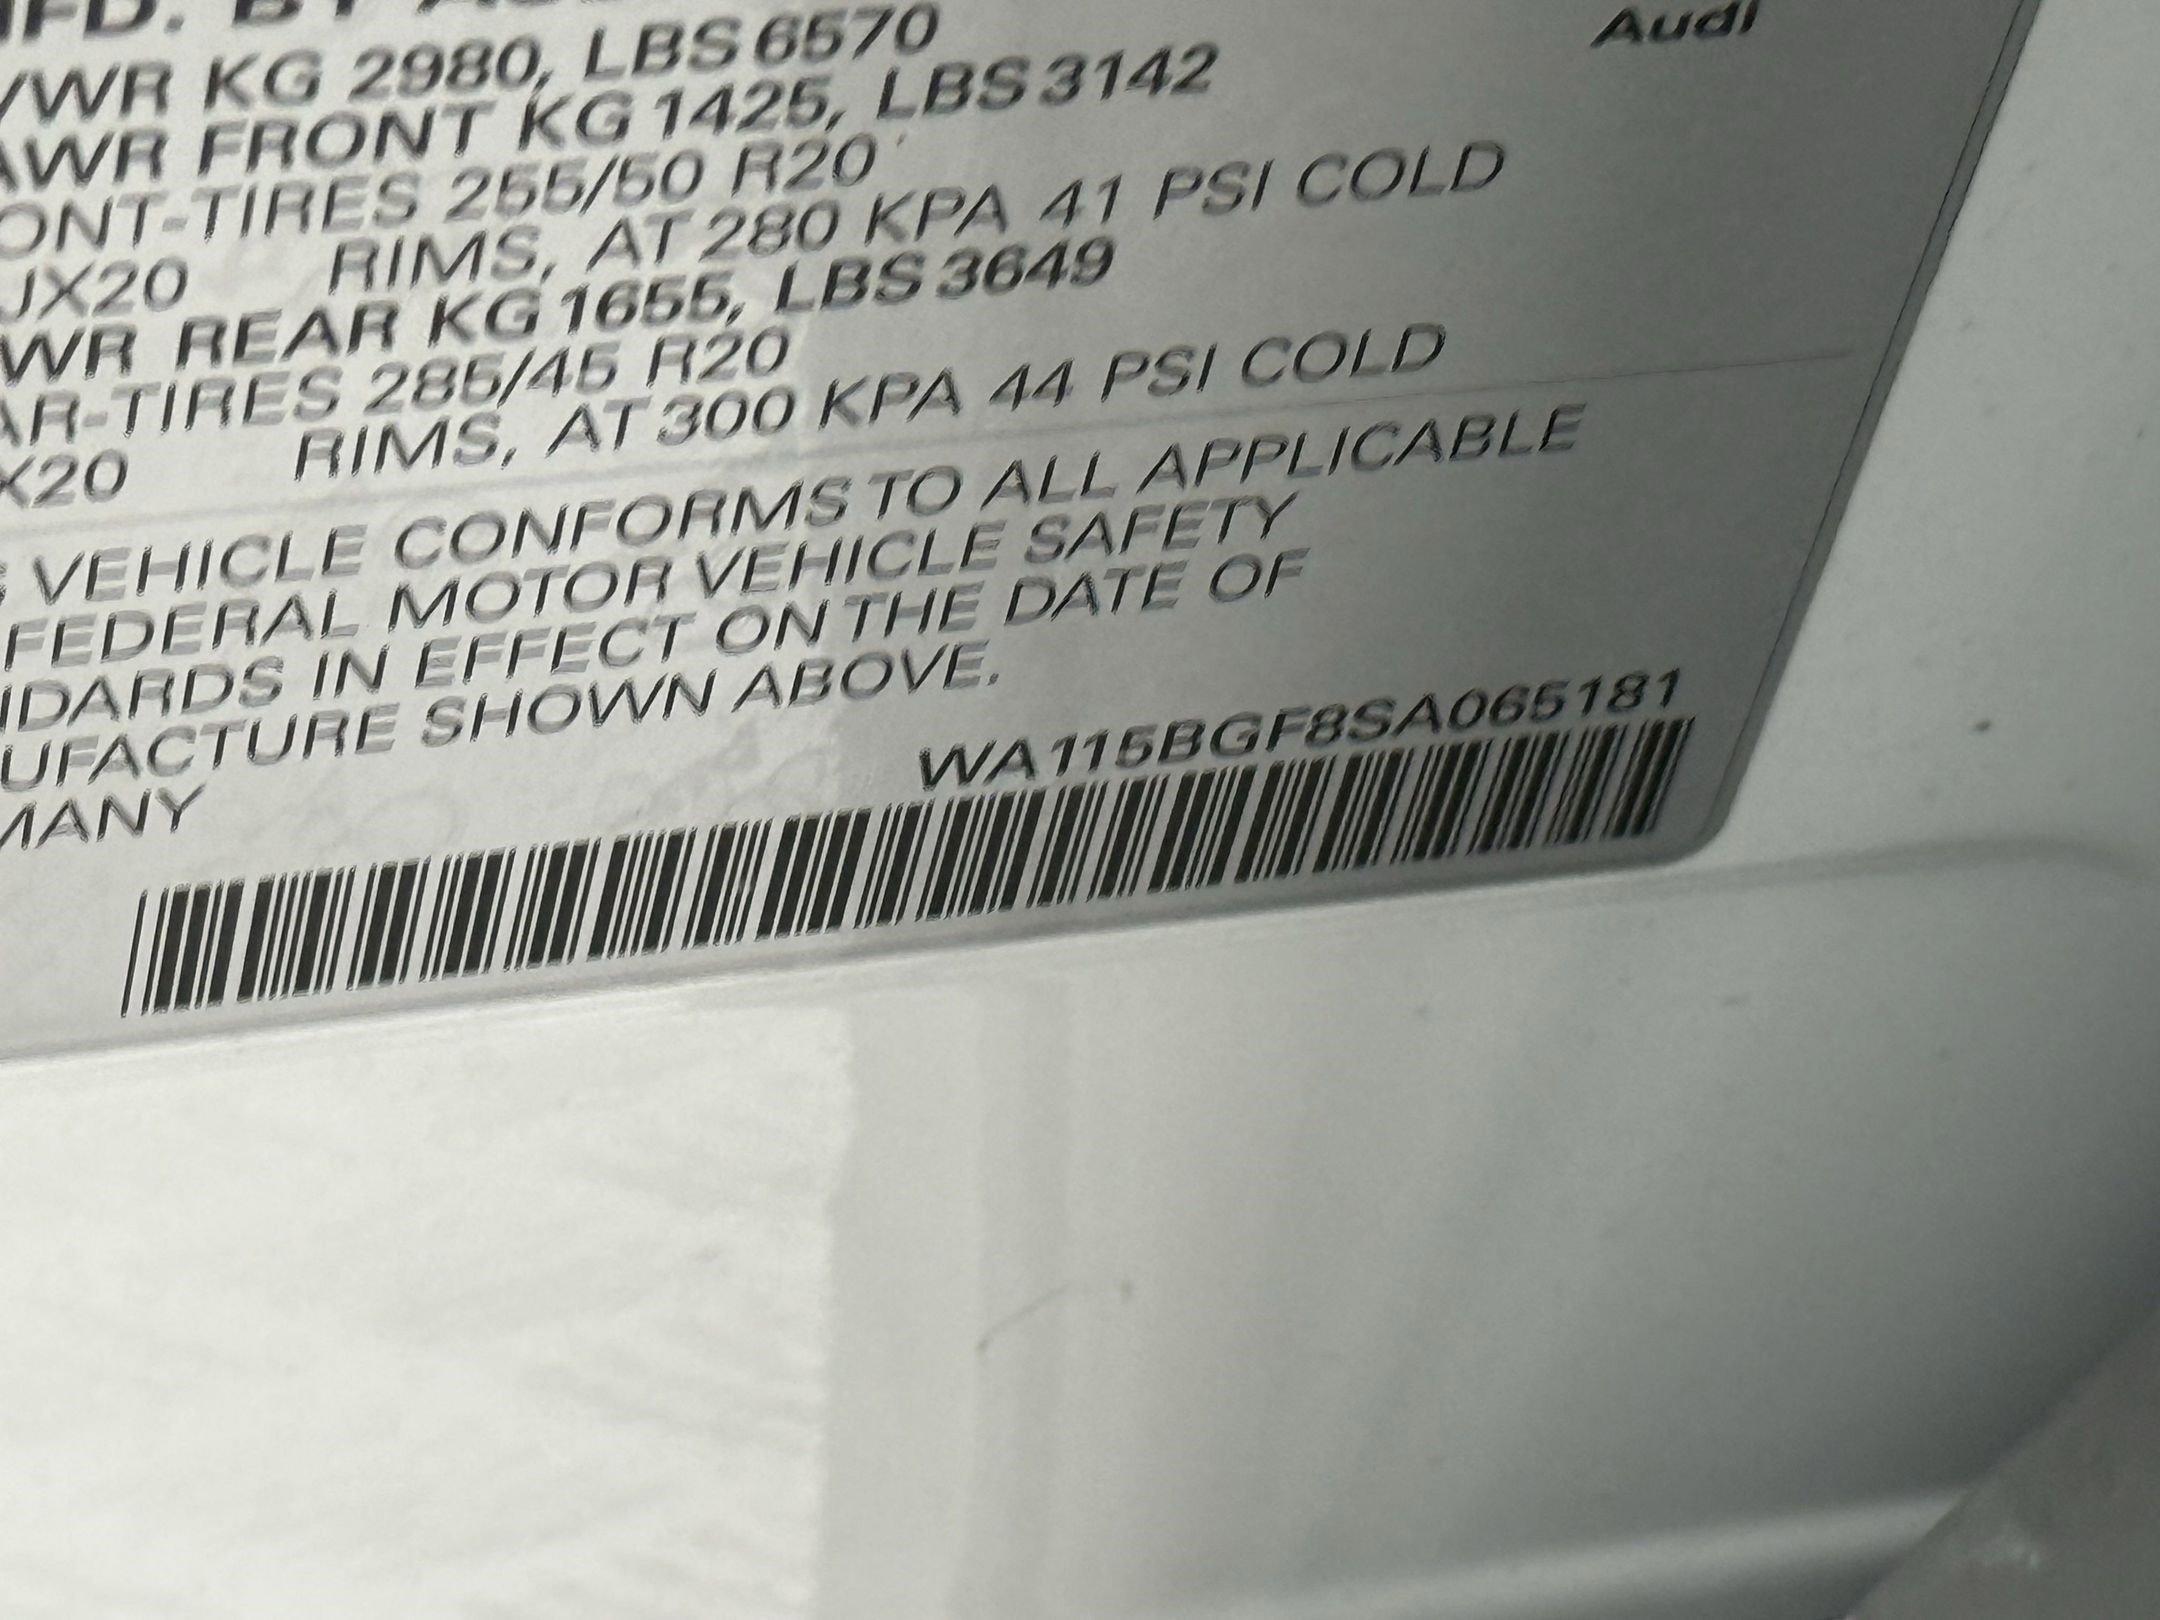 MFD. BY
Audi
VWR KG 2980, LBS 6570
AWR FRONT KG 1425, LBS 3142
ONT-TIRES 255/50 R20
JX20 RIMS, AT 280 KPA 41 PSI COLD
WR REAR KG 1655, LBS 3649
AR-TIRES 285/45 R20
X20 RIMS, AT 300 KPA 44 PSI COLD
S VEHICLE CONFORMS TO ALL APPLICABLE
FEDERAL MOTOR VEHICLE SAFETY
NDARDS IN EFFECT ON THE DATE OF
UFACTURE SHOWN ABOVE.
MANY
WA115BGF8SA065181